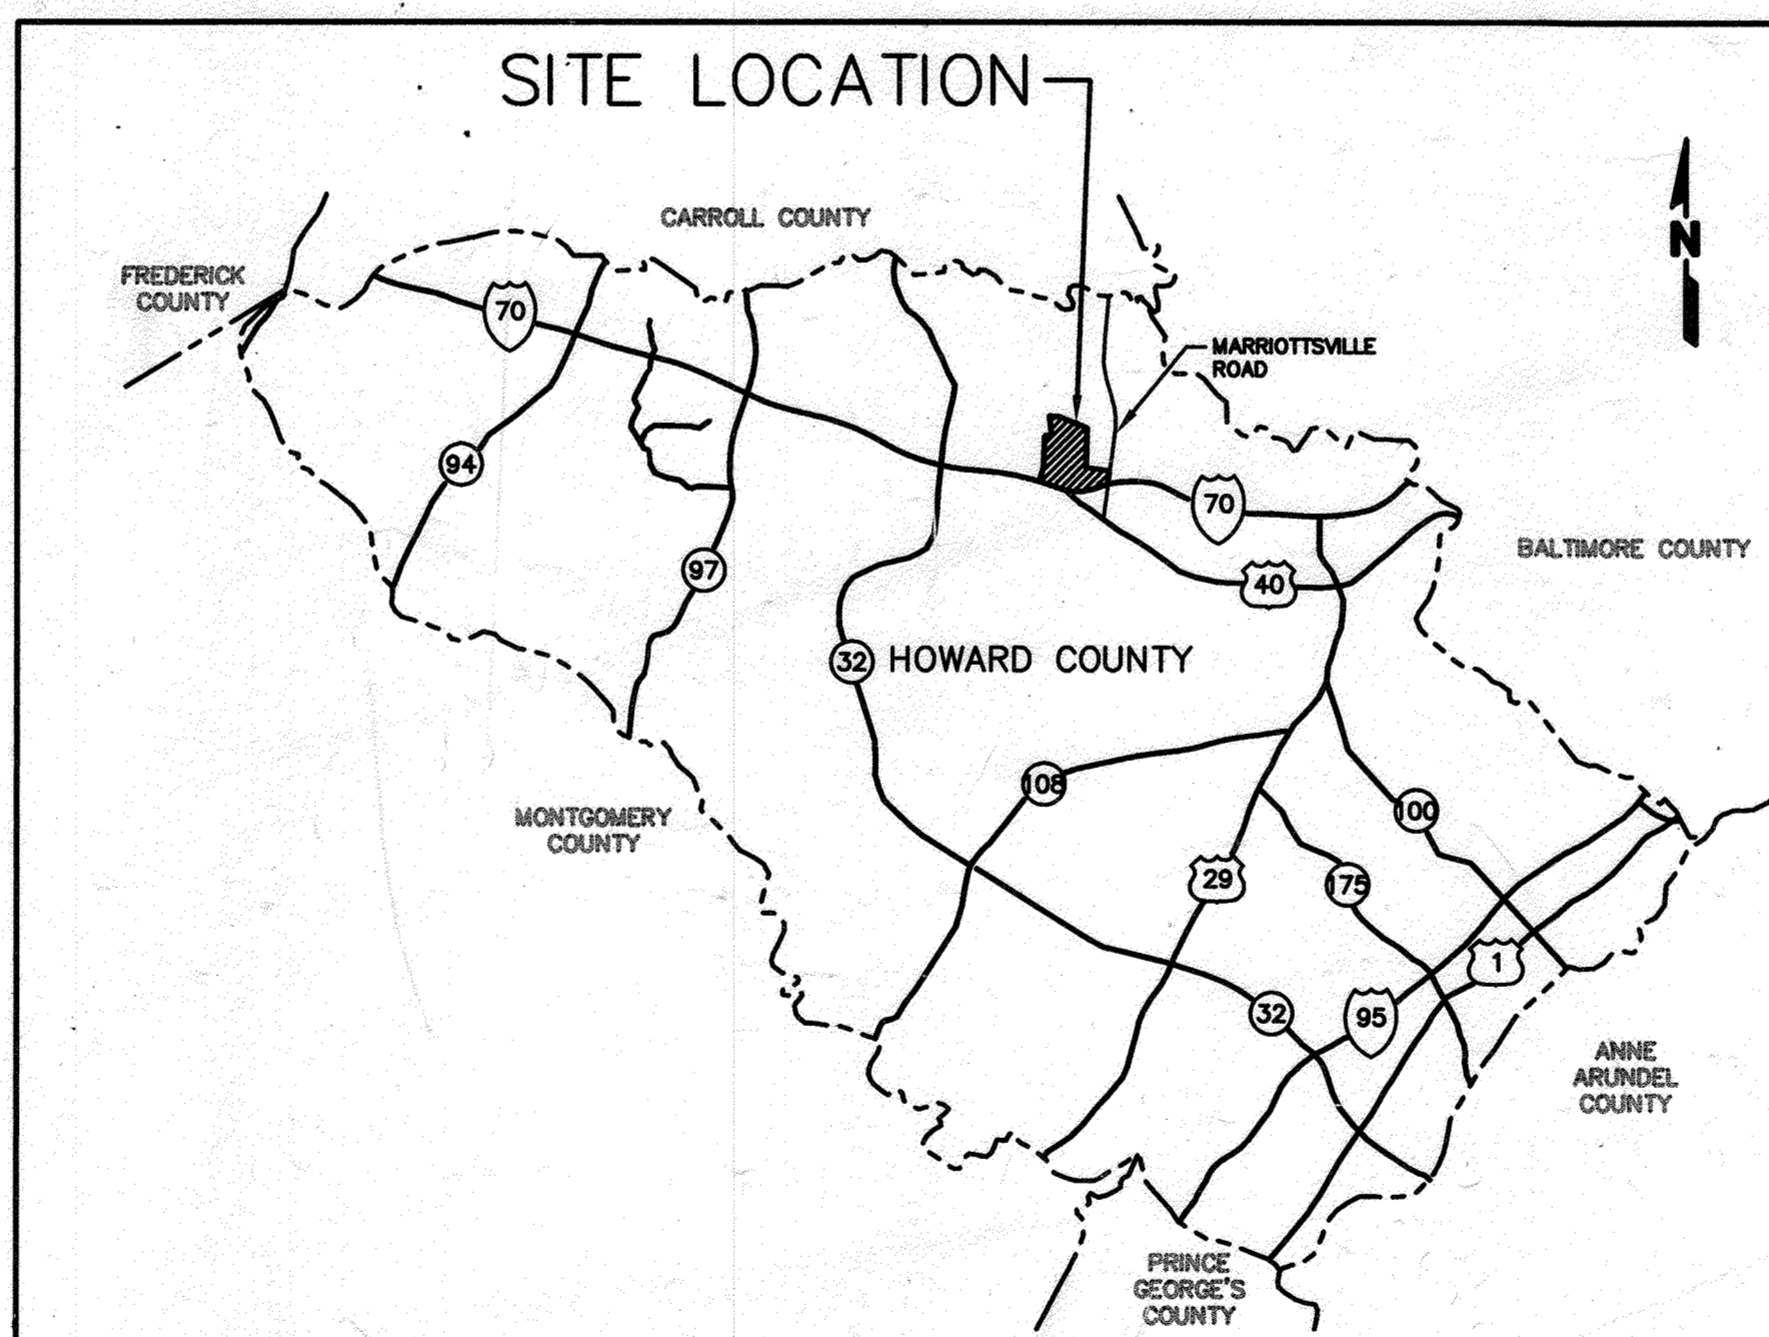 SITE LOCATION
N
CARROLL COUNTY
FREDERICK
COUNTY
70
MARRIOTTSVILLE
ROAD
94
70
BALTIMORE COUNTY
97
40
32
HOWARD COUNTY
108
MONTGOMERY
COUNTY
100
29
175
1
32
95
ANNE
ARUNDEL
COUNTY
PRINCE
GEORGE'S
COUNTY